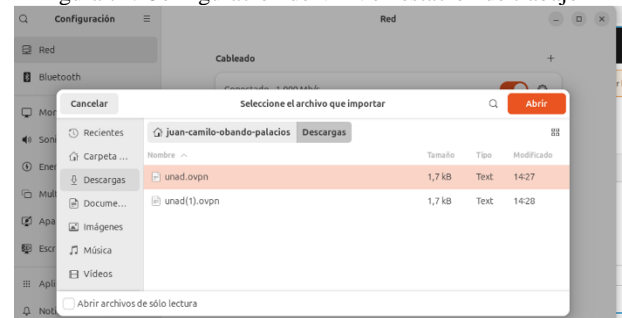 Configuración
Red
Red
Bluetooth
Cableado
+
Cancelar
Seleccione el archivo que importar
Abrir
Recientes
juan-camilo-obando-palacios
Descargas
Carpeta ...
Nombre
Tamaño
Tipo
Modificado
Descargas
unad.ovpn
1,7 kB
Text
14:27
Docume...
unad(1).ovpn
1,7 kB
Text
14:28
Imágenes
Música
Vídeos
Abrir archivos de sólo lectura